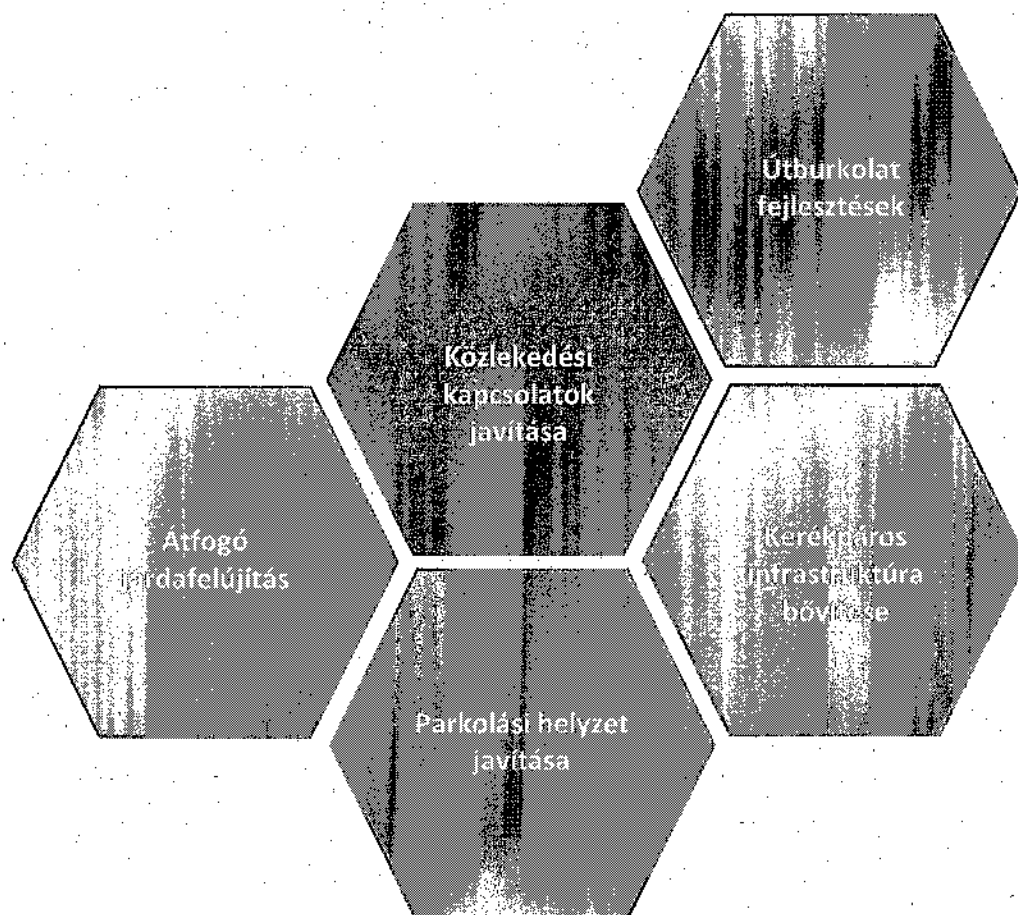 Útburkolat
fejlesztések
Közlekedési
kapcsolatok
javítása
Átfogó
járdafelújítás
Kerékpáros
infrastruktúra
bővítése
Parkolási helyzet
javítása